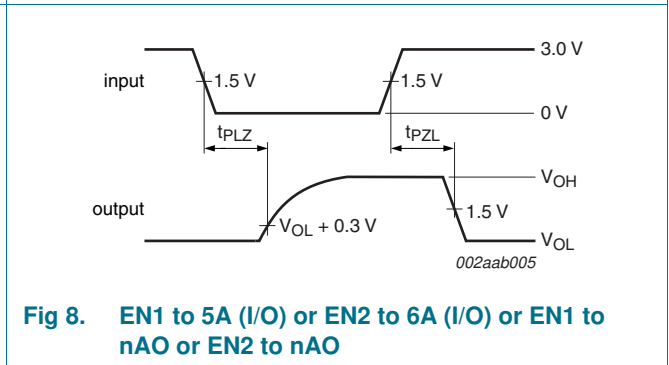 3.0 V
input
1.5 V
1.5 V
0 V
tPLZ
tPZL
VOH
output
1.5 V
VOL + 0.3 V
VOL
002aab005
Fig 8. EN1 to 5A (I/O) or EN2 to 6A (I/O) or EN1 to
nAO or EN2 to nAO